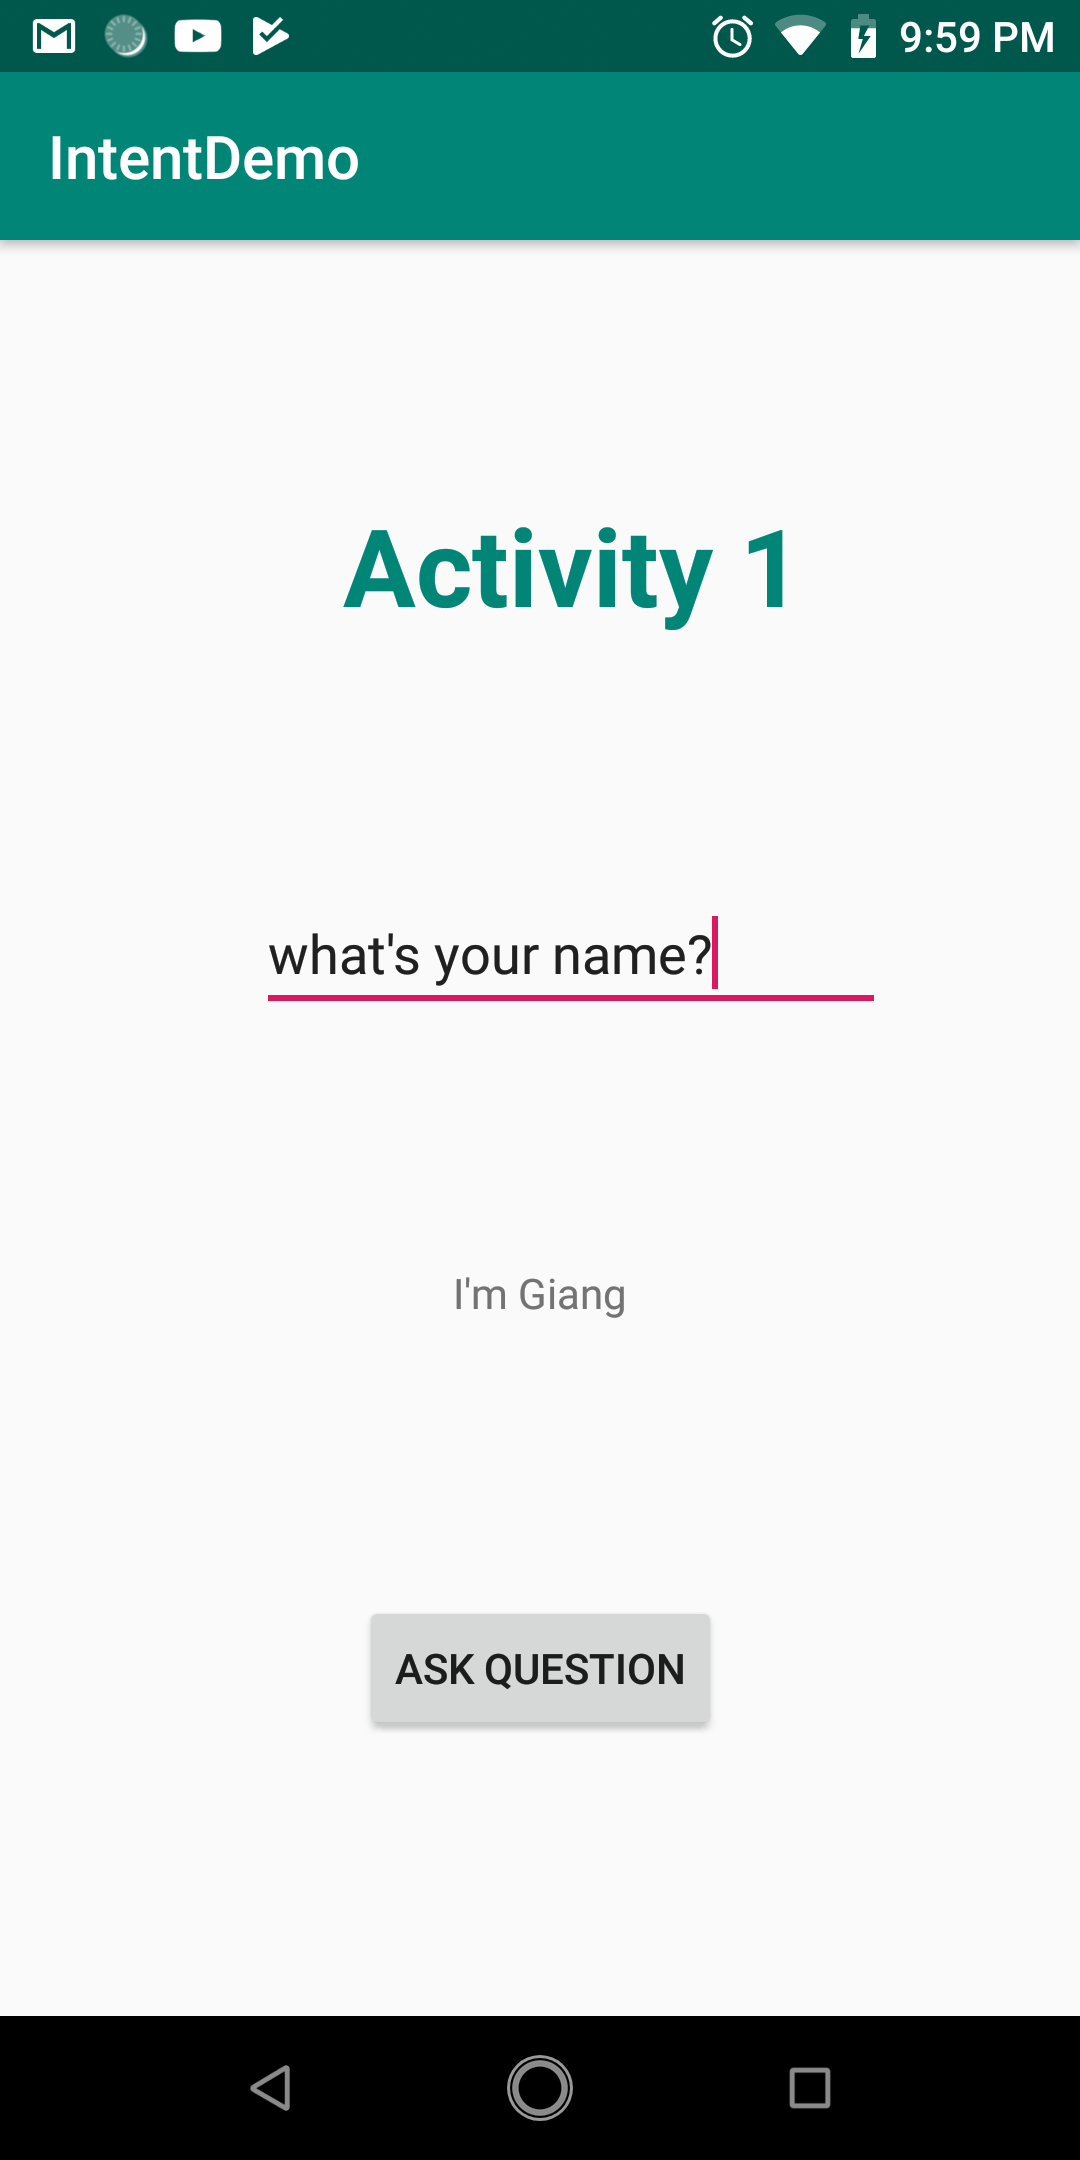 9:59 PM
IntentDemo
Activity 1
what's your name?
I'm Giang
ASK QUESTION